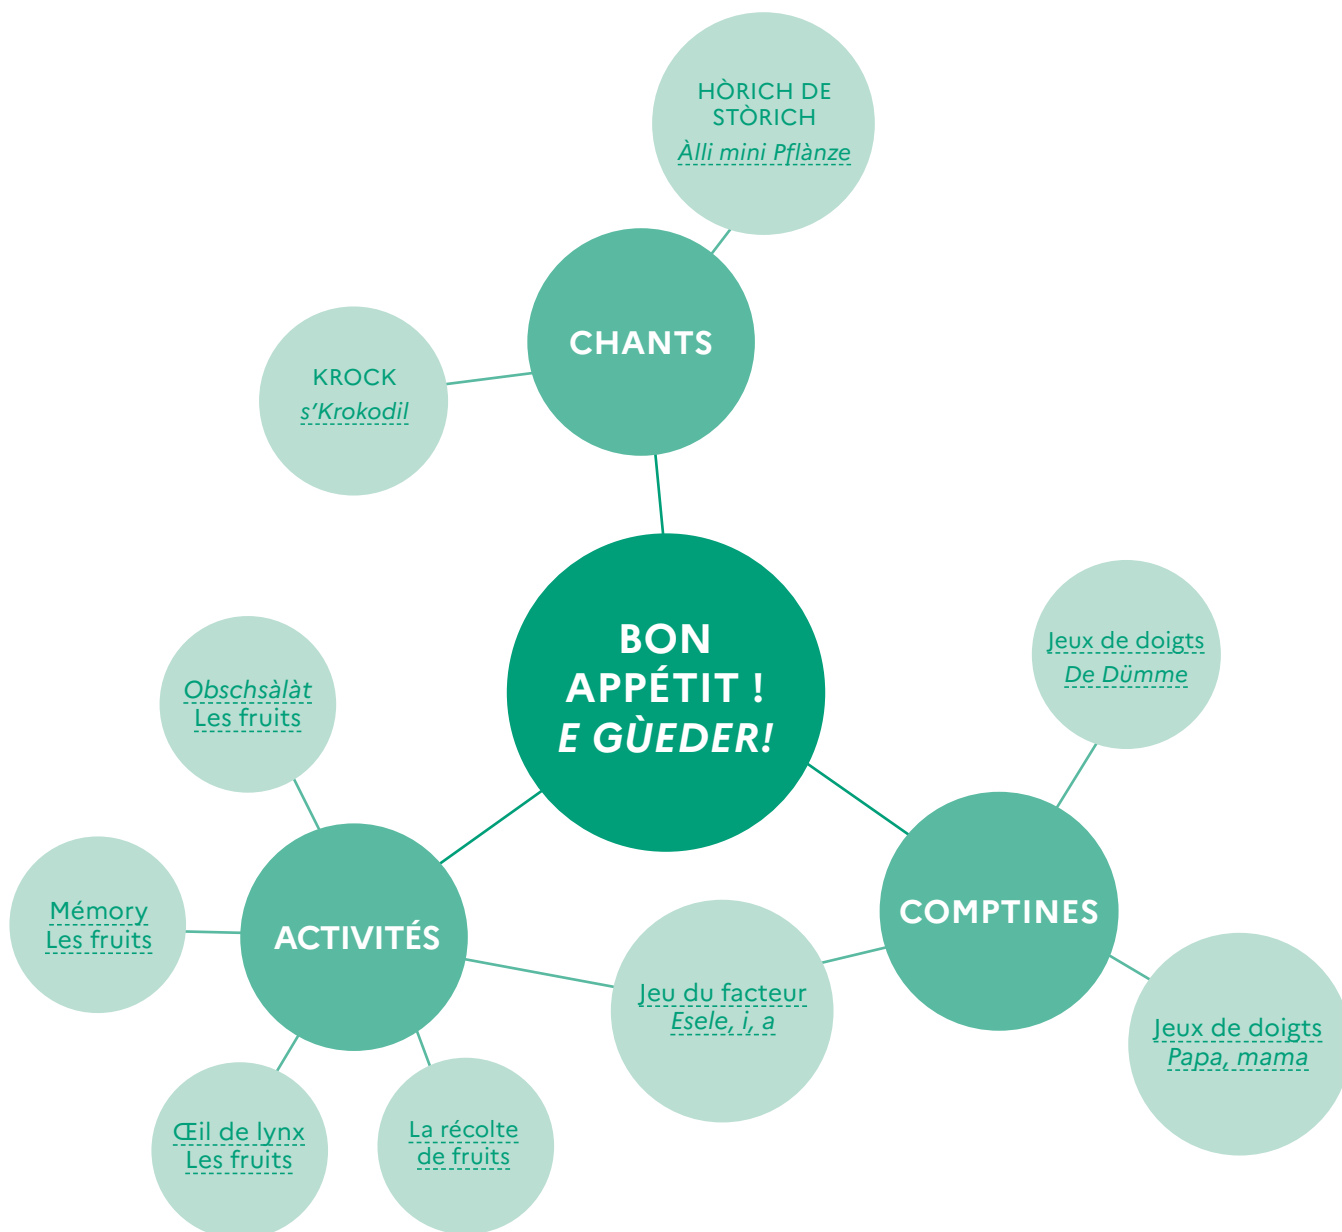 HÒRICH DE
STÒRICH
Àlli mini Pflànze
CHANTS
KROCK
s'Krokodil
BON
APPÉTIT !
E GÙEDER!
Jeux de doigts
De Dümme
Obschsàlàt
Les fruits
COMPTINES
Mémory
Les fruits
ACTIVITÉS
Jeu du facteur
Esele, i, a
Jeux de doigts
Papa, mama
Œil de lynx
Les fruits
La récolte
de fruits